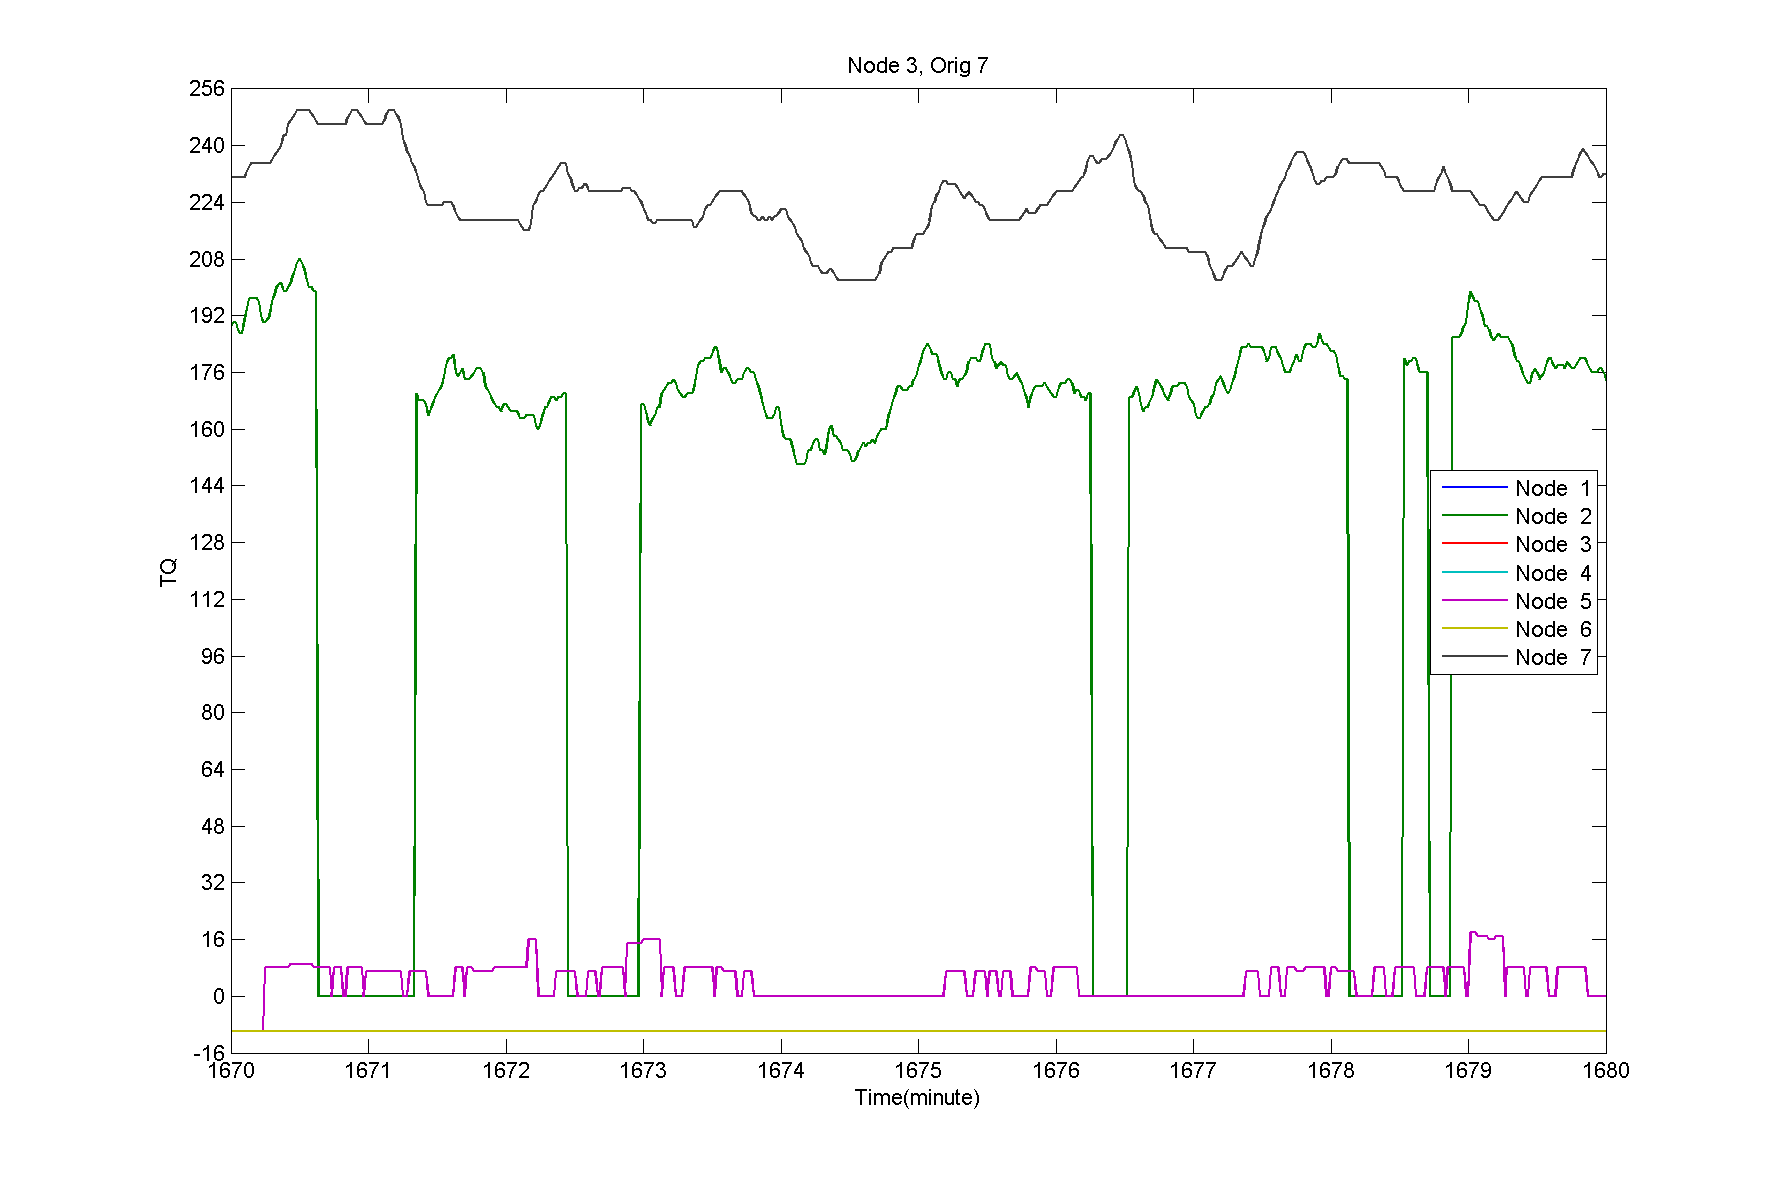 Node 3, Orig 7
256
240
224
208
192
176
160
144
128
112
96
80
64
48
32
16
0
-16
TQ
Node 1
Node 2
Node 3
Node 4
Node 5
Node 6
Node 7
1670 1671 1672 1673 1674 1675 1676 1677 1678 1679 1680
Time(minute)